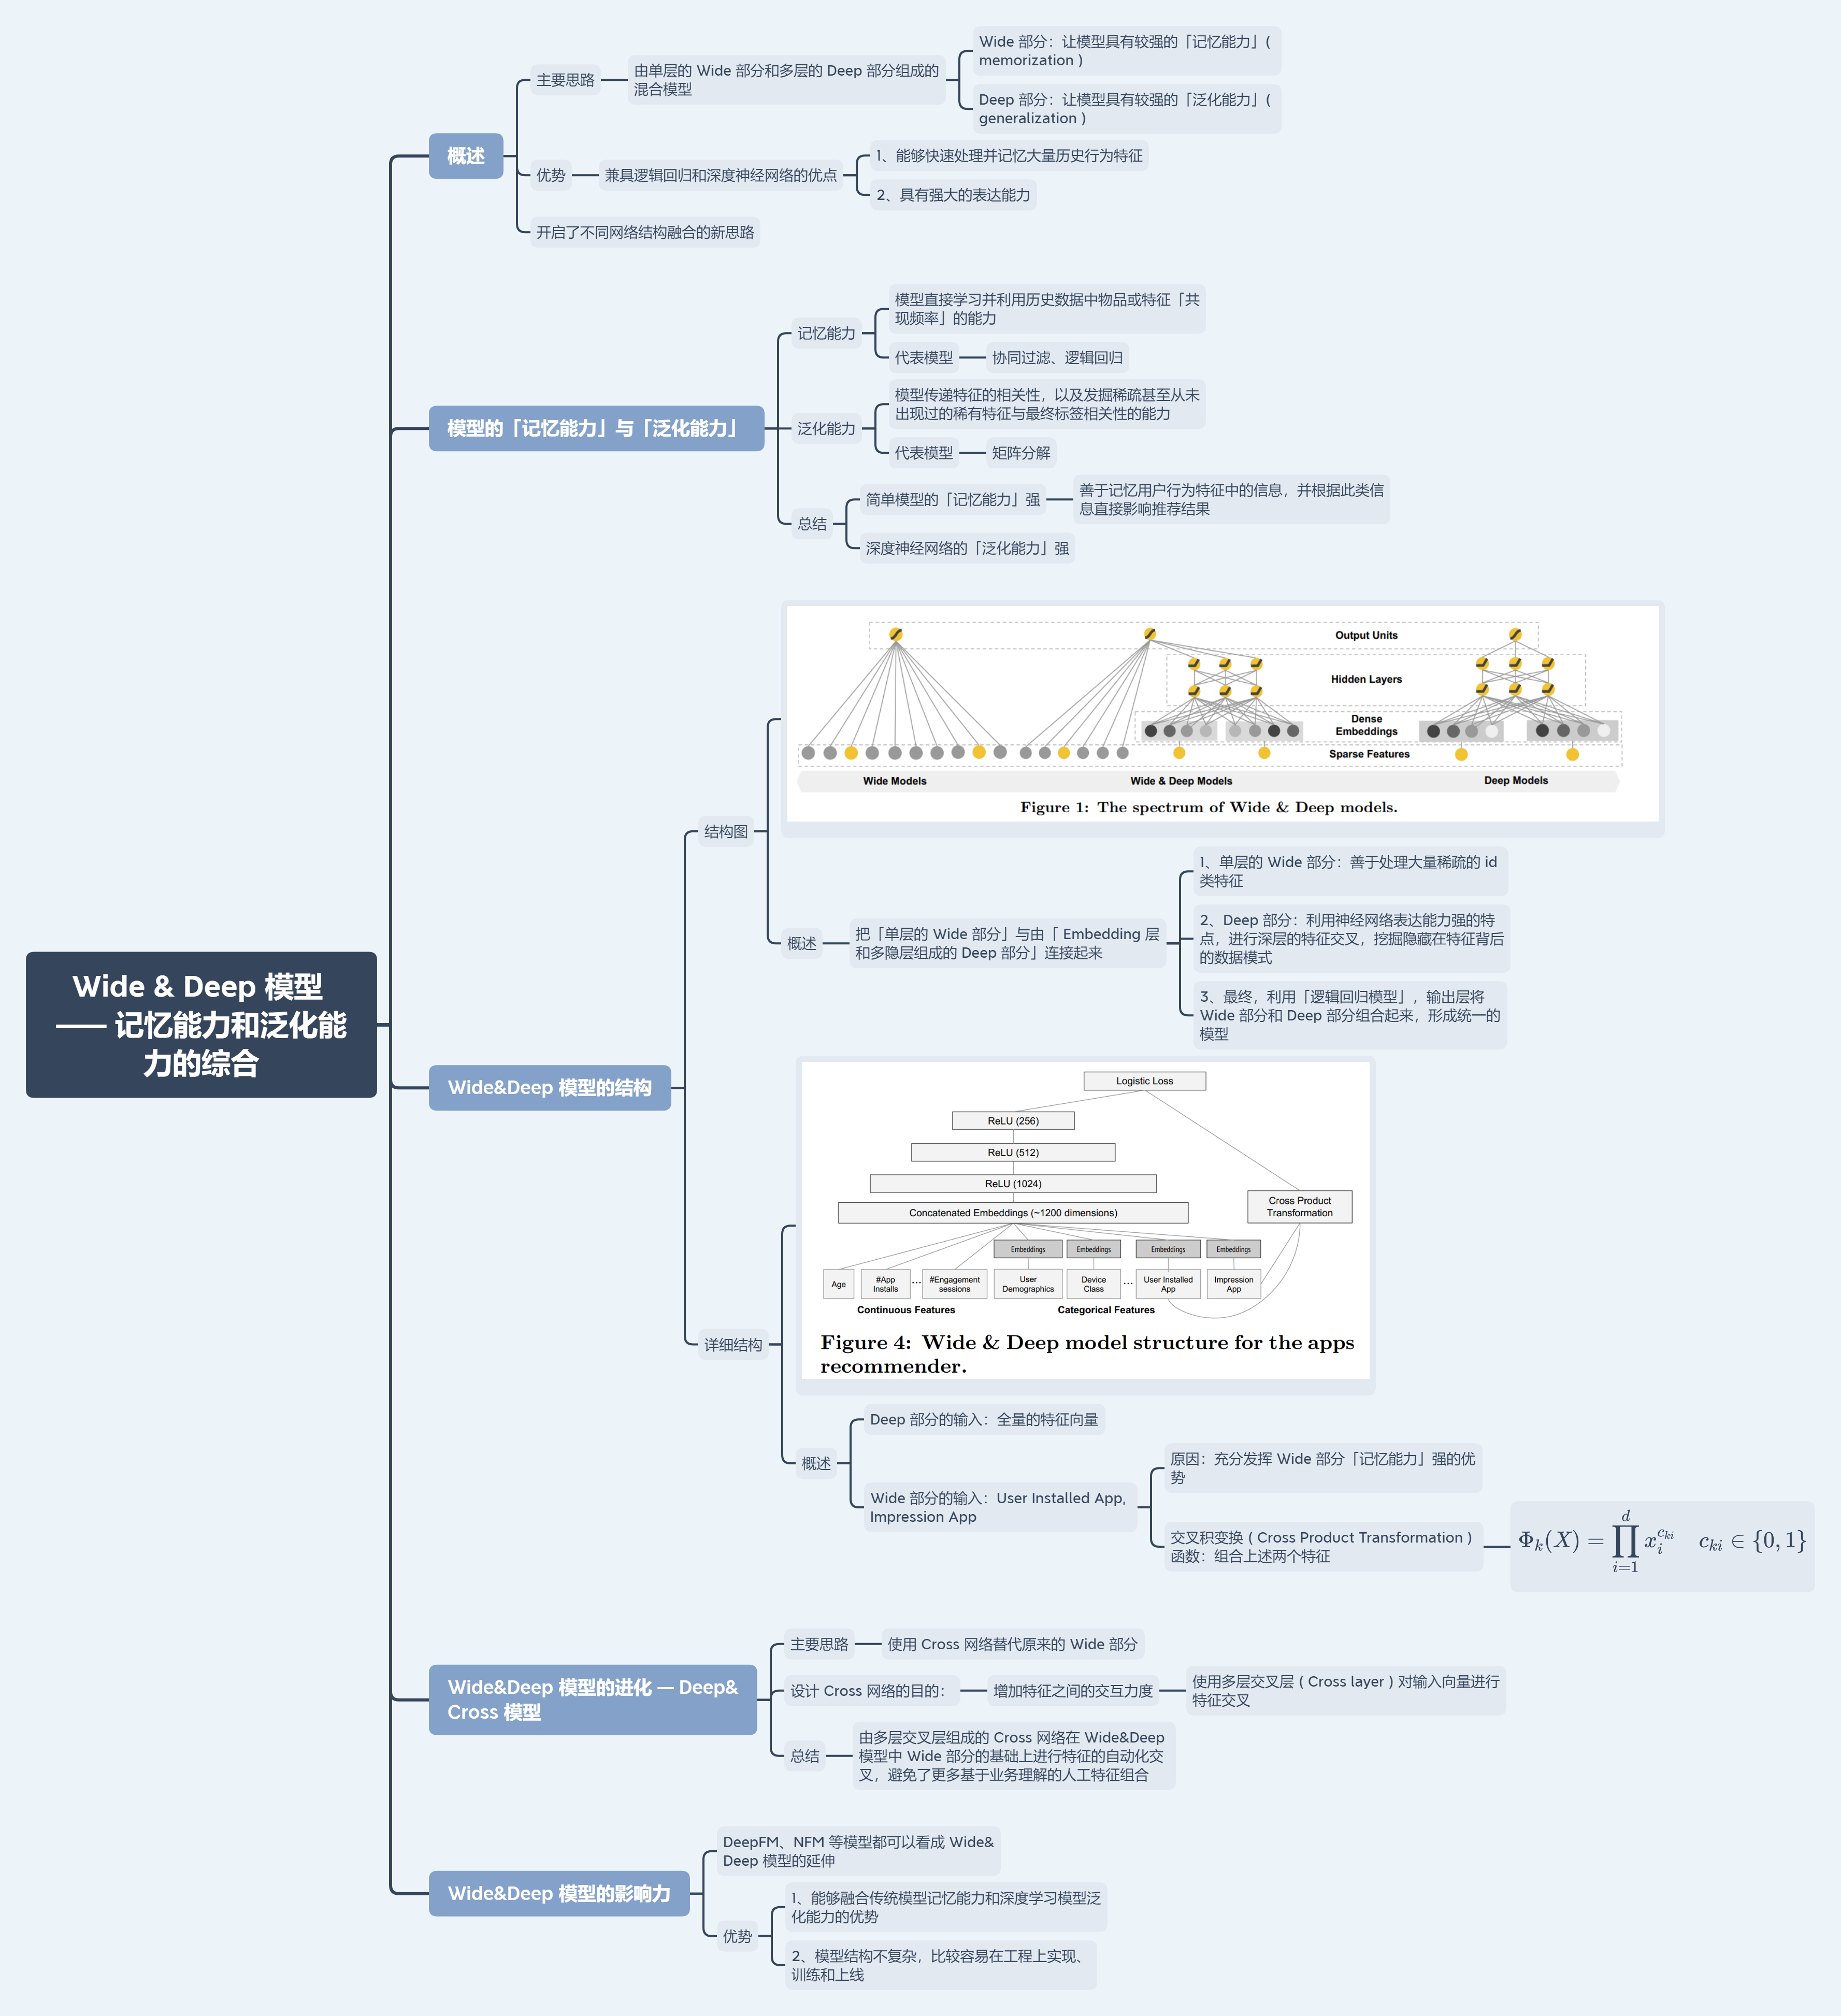 Wide & Deep 模型
—— 记忆能力和泛化能
力的综合
概述
主要思路
由单层的 Wide 部分和多层的 Deep 部分组成的
混合模型
Wide 部分：让模型具有较强的「记忆能力」(
memorization )
Deep 部分：让模型具有较强的「泛化能力」(
generalization )
优势
兼具逻辑回归和深度神经网络的优点
1、能够快速处理并记忆大量历史行为特征
2、具有强大的表达能力
开启了不同网络结构融合的新思路
模型的「记忆能力」与「泛化能力」
记忆能力
模型直接学习并利用历史数据中物品或特征「共
现频率」的能力
代表模型
协同过滤、逻辑回归
泛化能力
模型传递特征的相关性，以及发掘稀疏甚至从未
出现过的稀有特征与最终标签相关性的能力
代表模型
矩阵分解
总结
简单模型的「记忆能力」强
善于记忆用户行为特征中的信息，并根据此类信
息直接影响推荐结果
深度神经网络的「泛化能力」强
Wide&Deep 模型的结构
结构图
Output Units
Hidden Layers
Dense
Embeddings
Sparse Features
Wide Models
Wide & Deep Models
Deep Models
Figure 1: The spectrum of Wide & Deep models.
概述
把「单层的 Wide 部分」与由「 Embedding 层
和多隐层组成的 Deep 部分」连接起来
1、单层的 Wide 部分：善于处理大量稀疏的 id
类特征
2、Deep 部分：利用神经网络表达能力强的特
点，进行深层的特征交叉，挖掘隐藏在特征背后
的数据模式
3、最终，利用「逻辑回归模型」，输出层将
Wide 部分和 Deep 部分组合起来，形成统一的
模型
详细结构
Logistic Loss
ReLU (256)
ReLU (512)
ReLU (1024)
Concatenated Embeddings (~1200 dimensions)
Cross Product
Transformation
Embeddings
Embeddings
Embeddings
Embeddings
Age
#App
Installs
...
#Engagement
sessions
User
Demographics
Device
Class
...
User Installed
App
Impression
App
Continuous Features
Categorical Features
Figure 4: Wide & Deep model structure for the apps
recommender.
概述
Deep 部分的输入：全量的特征向量
Wide 部分的输入：User Installed App,
Impression App
原因：充分发挥 Wide 部分「记忆能力」强的优
势
交叉积变换 ( Cross Product Transformation )
函数：组合上述两个特征
$\Phi_k(X) = \prod_{i=1}^{d} x_i^{c_{ki}} \quad c_{ki} \in \{0, 1\}$
Wide&Deep 模型的进化 — Deep&
Cross 模型
主要思路
使用 Cross 网络替代原来的 Wide 部分
设计 Cross 网络的目的：
增加特征之间的交互力度
使用多层交叉层 ( Cross layer ) 对输入向量进行
特征交叉
总结
由多层交叉层组成的 Cross 网络在 Wide&Deep
模型中 Wide 部分的基础上进行特征的自动化交
叉，避免了更多基于业务理解的人工特征组合
Wide&Deep 模型的影响力
DeepFM、NFM 等模型都可以看成 Wide&
Deep 模型的延伸
优势
1、能够融合传统模型记忆能力和深度学习模型泛
化能力的优势
2、模型结构不复杂，比较容易在工程上实现、
训练和上线